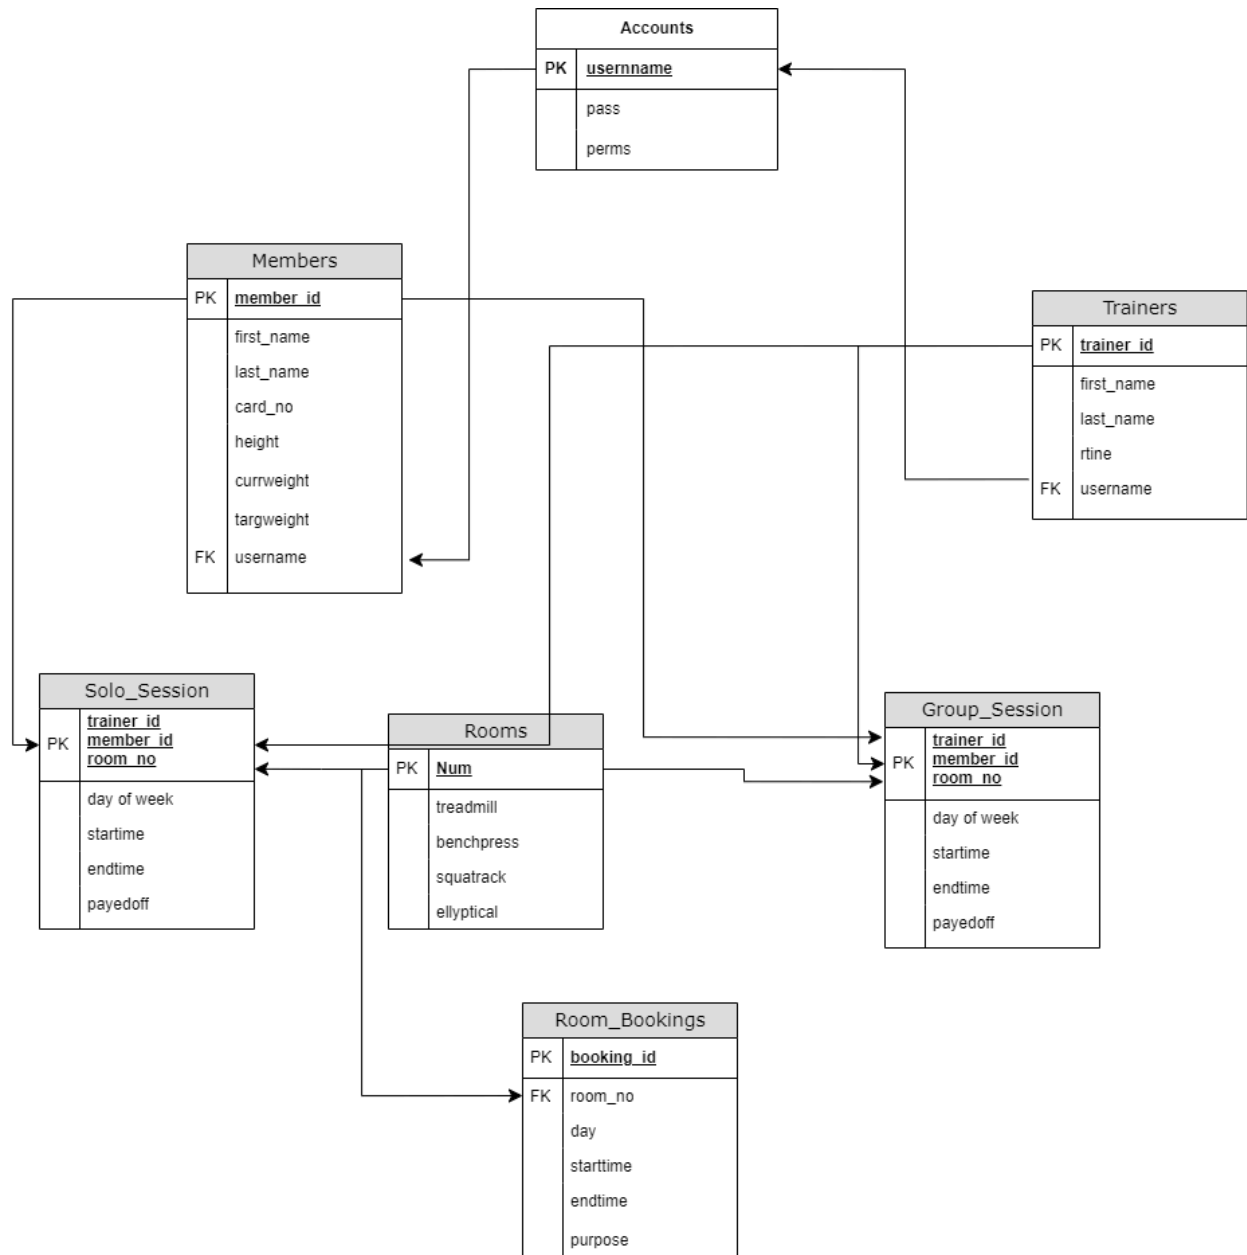 Accounts
PK usernname
pass
perms
Members
PK member_id
first_name
last_name
card_no
height
currweight
targweight
FK username
Trainers
PK trainer_id
first_name
last_name
rtine
FK username
Solo_Session
trainer_id
PK member_id
room_no
day of week
startime
endtime
payedoff
Rooms
PK Num
treadmill
benchpress
squatrack
ellyptical
Group_Session
trainer_id
PK member_id
room_no
day of week
startime
endtime
payedoff
Room_Bookings
PK booking_id
FK room_no
day
starttime
endtime
purpose